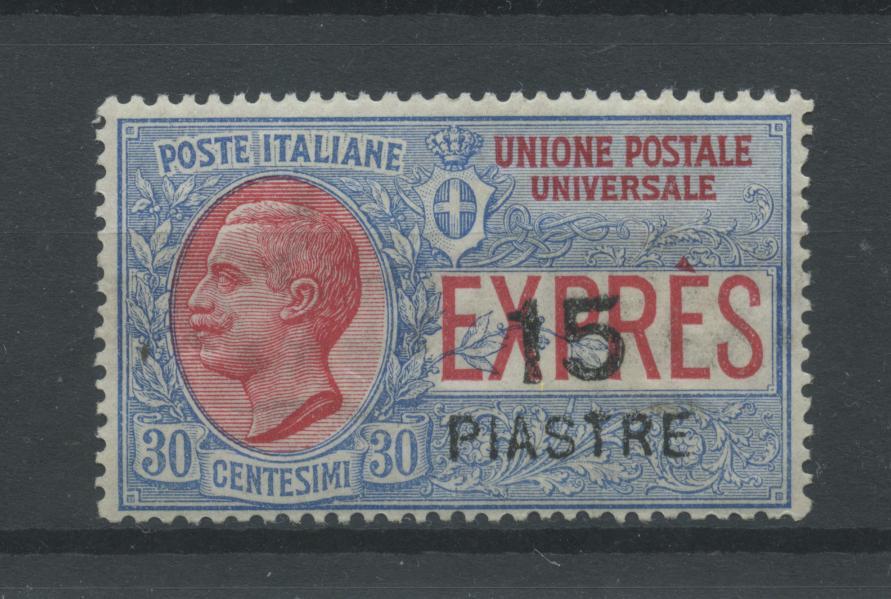 POSTE ITALIANE
UNIONE POSTALE
UNIVERSALE
EXPRÈS
15
PIASTRE
30 CENTESIMI 30